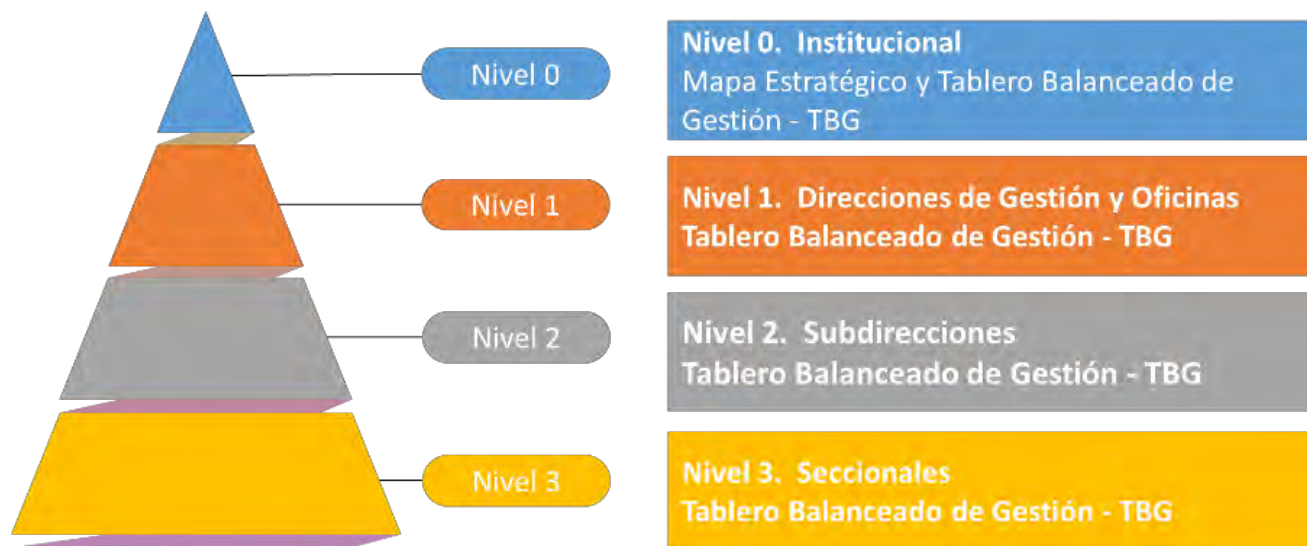 Nivel 0
Nivel 0. Institucional
Mapa Estratégico y Tablero Balanceado de
Gestión - TBG
Nivel 1
Nivel 1. Direcciones de Gestión y Oficinas
Tablero Balanceado de Gestión - TBG
Nivel 2
Nivel 2. Subdirecciones
Tablero Balanceado de Gestión - TBG
Nivel 3
Nivel 3. Seccionales
Tablero Balanceado de Gestión - TBG